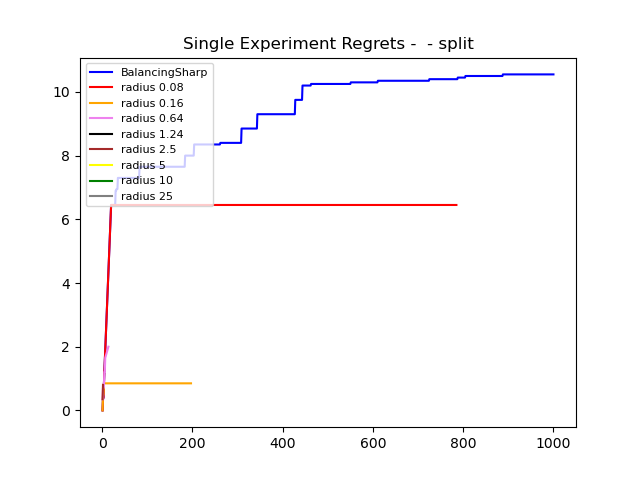 Single Experiment Regrets -  - split
BalancingSharp
radius 0.08
radius 0.16
radius 0.64
radius 1.24
radius 2.5
radius 5
radius 10
radius 25
10
8
6
4
2
0
0 200 400 600 800 1000